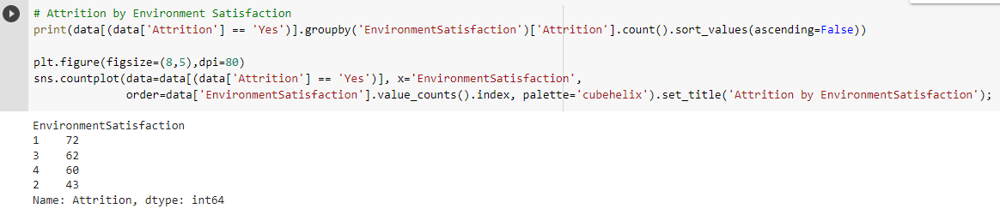 # Attrition by Environment Satisfaction
print(data[(data['Attrition'] == 'Yes')].groupby('EnvironmentSatisfaction')['Attrition'].count().sort_values(ascending=False))
plt.figure(figsize=(8,5),dpi=80)
sns.countplot(data=data[(data['Attrition'] == 'Yes')], x='EnvironmentSatisfaction',
order=data['EnvironmentSatisfaction'].value_counts().index, palette='cubehelix').set_title('Attrition by EnvironmentSatisfaction');
EnvironmentSatisfaction
1    72
3    62
4    60
2    43
Name: Attrition, dtype: int64